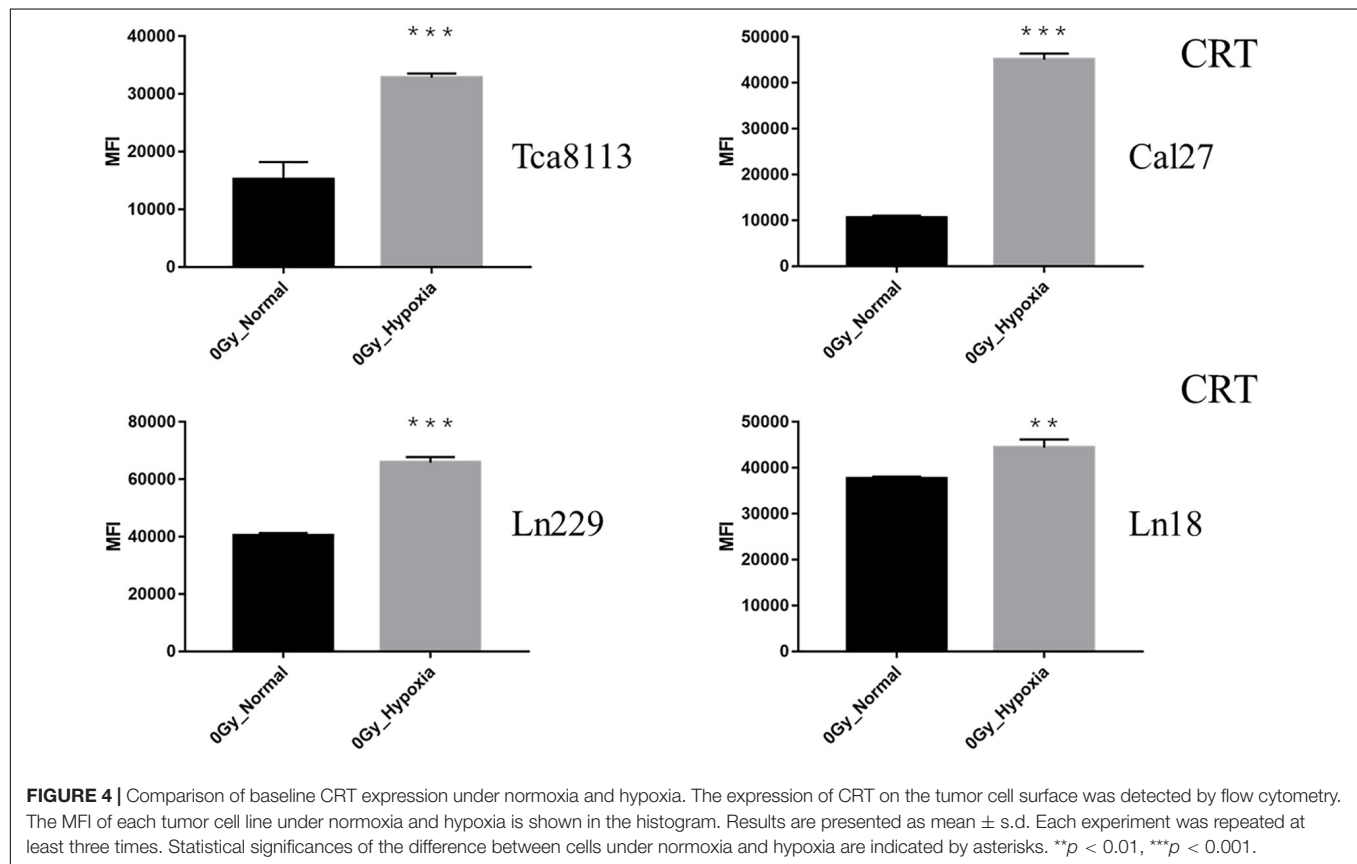 40000
30000
20000
10000
0
MFI
***
Tca8113
0Gy_Normal
0Gy_Hypoxia
50000
40000
30000
20000
10000
0
MFI
***
CRT
Cal27
0Gy_Normal
0Gy_Hypoxia
80000
60000
40000
20000
0
MFI
***
Ln229
0Gy_Normal
0Gy_Hypoxia
50000
40000
30000
20000
10000
0
MFI
**
CRT
Ln18
0Gy_Normal
0Gy_Hypoxia
FIGURE 4 | Comparison of baseline CRT expression under normoxia and hypoxia. The expression of CRT on the tumor cell surface was detected by flow cytometry.
The MFI of each tumor cell line under normoxia and hypoxia is shown in the histogram. Results are presented as mean ± s.d. Each experiment was repeated at
least three times. Statistical significances of the difference between cells under normoxia and hypoxia are indicated by asterisks. **p < 0.01, ***p < 0.001.